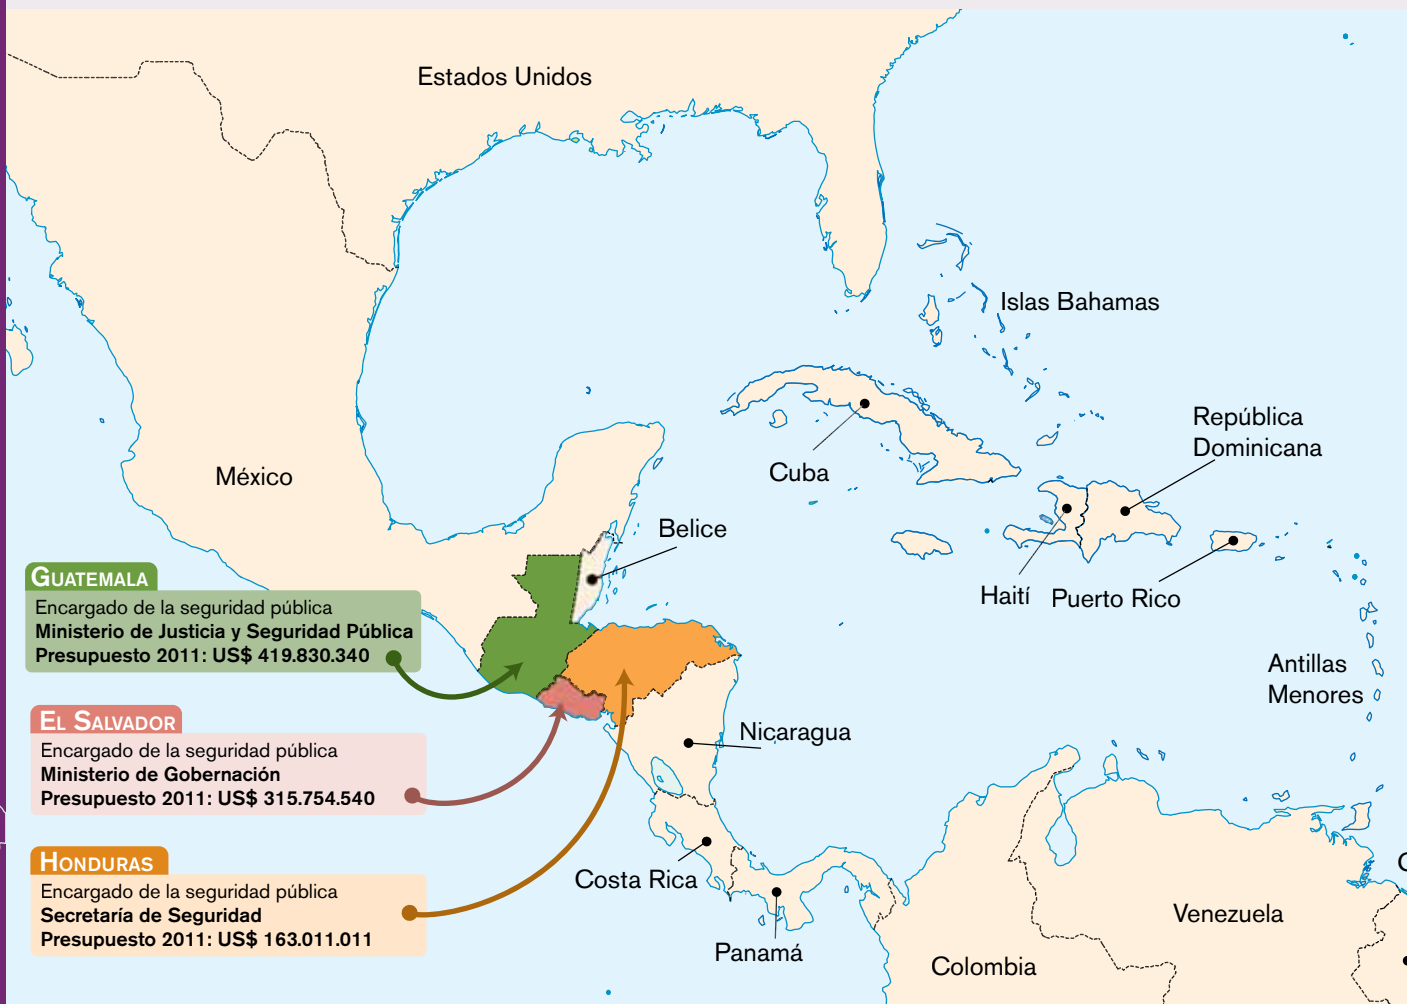 Estados Unidos
Islas Bahamas
República
Dominicana
México
Cuba
Belice
Haití
Puerto Rico
GUATEMALA
Encargado de la seguridad pública
Ministerio de Justicia y Seguridad Pública
Presupuesto 2011: US$ 419.830.340
Antillas
Menores
EL SALVADOR
Encargado de la seguridad pública
Ministerio de Gobernación
Presupuesto 2011: US$ 315.754.540
Nicaragua
HONDURAS
Encargado de la seguridad pública
Secretaría de Seguridad
Presupuesto 2011: US$ 163.011.011
Costa Rica
Venezuela
Panamá
Colombia